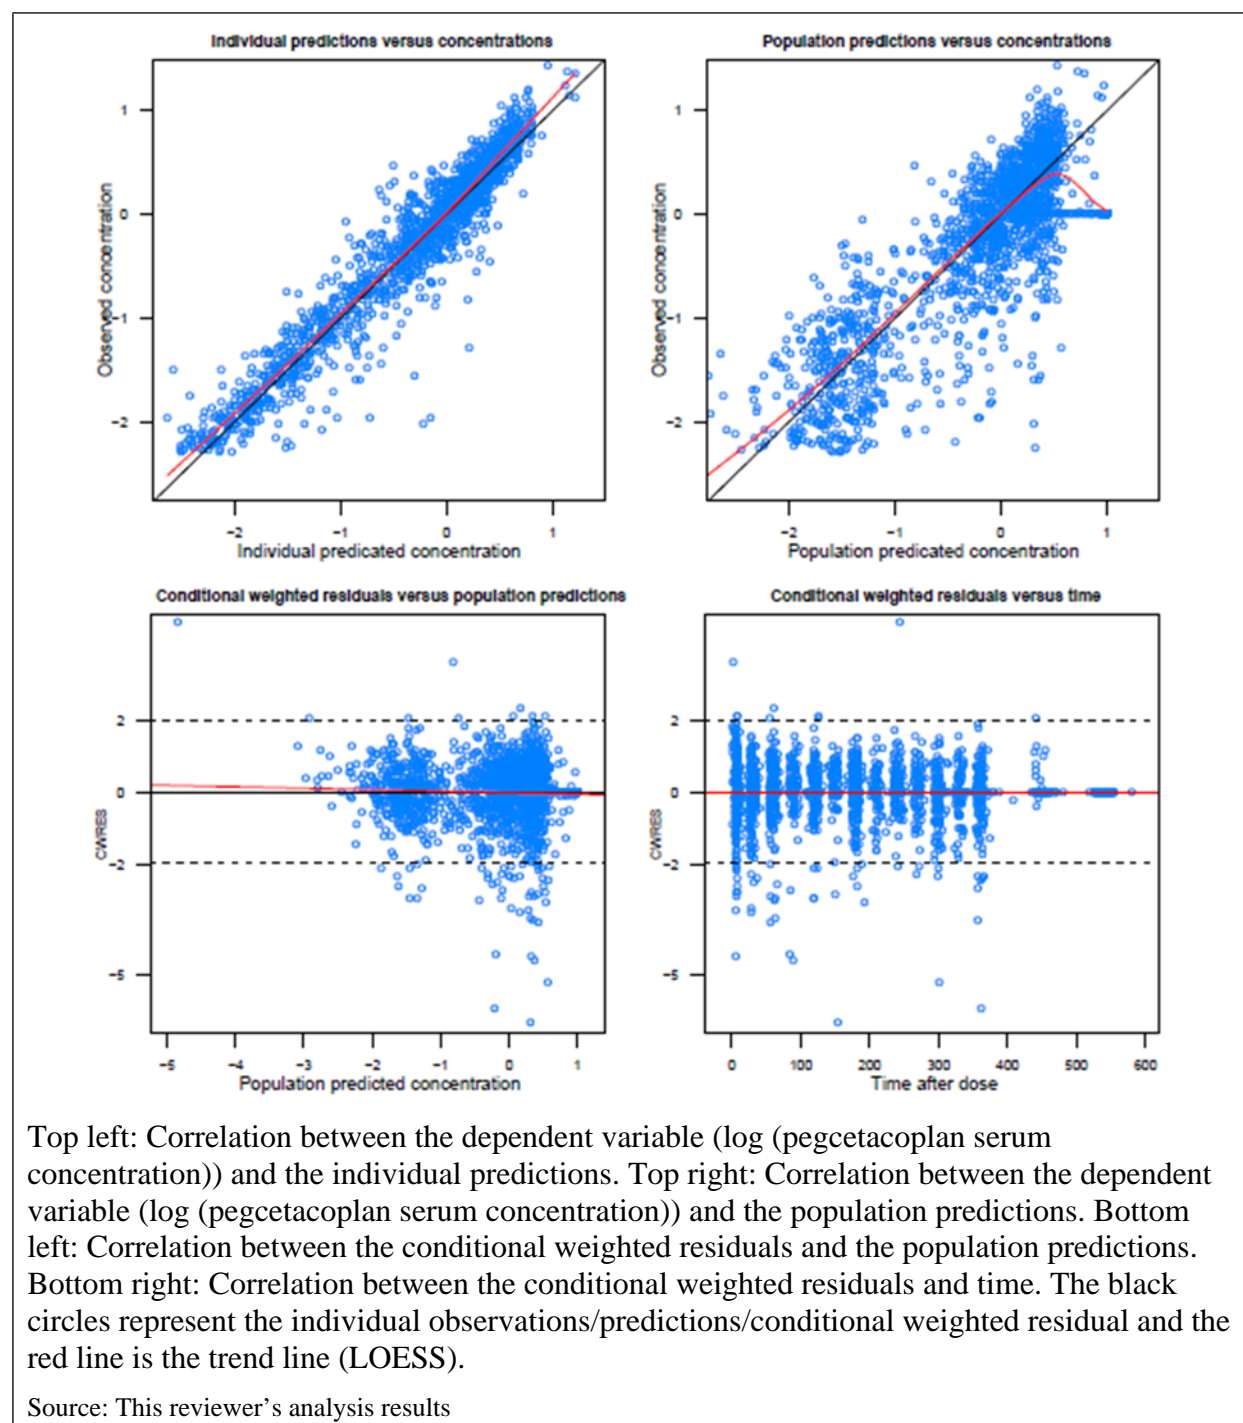 Individual predictions versus concentrations
Observed concentration
1
0
−1
−2
−2 −1 0 1
Individual predicated concentration
Population predictions versus concentrations
Observed concentration
1
0
−1
−2
−2 −1 0 1
Population predicated concentration
Conditional weighted residuals versus population predictions
CWRES
2
0
−2
−5
−5 −4 −3 −2 −1 0 1
Population predicted concentration
Conditional weighted residuals versus time
CWRES
2
0
−2
−5
0 100 200 300 400 500 600
Time after dose
Top left: Correlation between the dependent variable (log (pegcetacoplan serum
concentration)) and the individual predictions. Top right: Correlation between the dependent
variable (log (pegcetacoplan serum concentration)) and the population predictions. Bottom
left: Correlation between the conditional weighted residuals and the population predictions.
Bottom right: Correlation between the conditional weighted residuals and time. The black
circles represent the individual observations/predictions/conditional weighted residual and the
red line is the trend line (LOESS).
Source: This reviewer’s analysis results